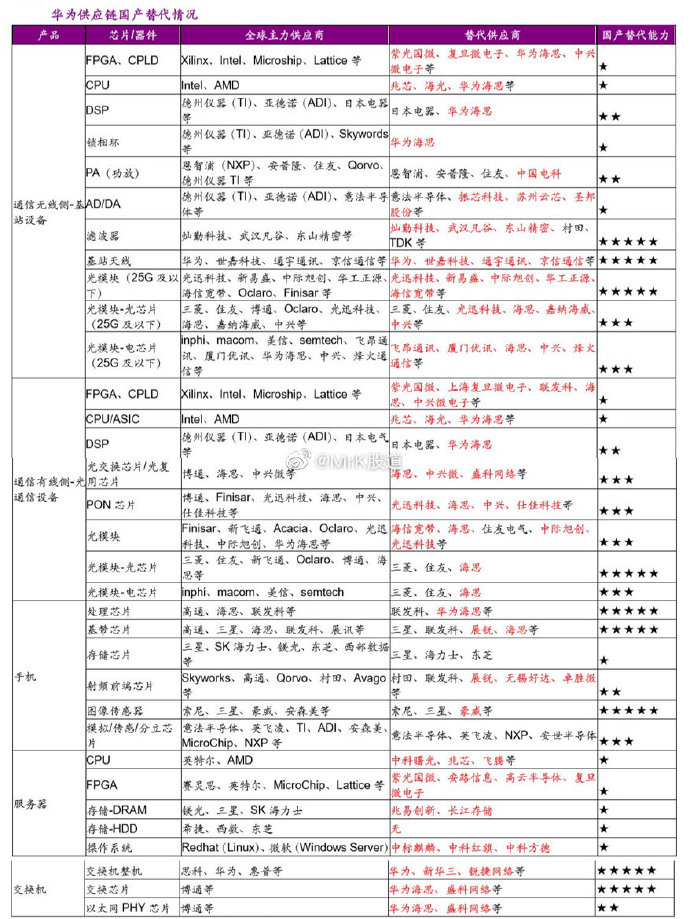 华为供应链国产替代情况
产品 芯片/器件 全球主力供应商 替代供应商 国产替代能力
通信无线侧-基站设备
FPGA、CPLD Xilinx、Intel、Microship、Lattice 等 紫光国微、复旦微电子、华为海思、中兴微电子等 ★
CPU Intel、AMD 兆芯、海光、华为海思等 ★
DSP 德州仪器（TI）、亚德诺（ADI）、日本电器等 日本电器、华为海思 ★★
锁相环 德州仪器（TI）、亚德诺（ADI）、Skywords等 华为海思 ★
PA（功放） 恩智浦（NXP）、安普隆、住友、Qorvo、德州仪器 TI 等 恩智浦、安普隆、住友、中国电科 ★★
AD/DA 德州仪器（TI）、亚德诺（ADI）、意法半导体等 意法半导体、振芯科技、苏州云芯、圣邦股份等 ★
滤波器 灿勤科技、武汉凡谷、东山精密等 灿勤科技、武汉凡谷、东山精密、村田、TDK 等 ★★★★★
基站天线 华为、世嘉科技、通宇通讯、京信通信等 华为、世嘉科技、通宇通讯、京信通信等 ★★★★★
光模块（25G 及以下） 光迅科技、新易盛、中际旭创、华工正源、海信宽带、Oclaro、Finisar 等 光迅科技、新易盛、中际旭创、华工正源、海信宽带等 ★★★★★
光模块-光芯片（25G 及以下） 三菱、住友、博通、Oclaro、光迅科技、海思、嘉纳海威、中兴等 三菱、住友、光迅科技、海思、嘉纳海威、中兴等 ★★★
光模块-电芯片（25G 及以下） inphi、macom、美信、semtech、飞昂通讯、厦门优讯、华为海思、中兴、烽火通信等 飞昂通讯、厦门优讯、海思、中兴、烽火通信等 ★★★
通信有线侧-光通信设备
FPGA、CPLD Xilinx、Intel、Microship、Lattice 等 紫光国微、上海复旦微电子、联发科、海思、中兴微电子等 ★
CPU/ASIC Intel、AMD 兆芯、海光、华为海思等 ★
DSP 德州仪器（TI）、亚德诺（ADI）、日本电气等 日本电器、华为海思 ★★
光交换芯片/光复用芯片 博通、海思、中兴微等 海思、中兴微、盛科网络等 ★★★
PON 芯片 博通、Finisar、光迅科技、海思、中兴、仕佳科技等 光迅科技、海思、中兴、仕佳科技等 ★★★
光模块 Finisar、新飞通、Acacia、Oclaro、光迅科技、中际旭创、华为海思等 海信宽带、海思、住友电气、中际旭创、光迅科技等 ★★★
光模块-光芯片 三菱、住友、新飞通、Oclaro、博通、海思等 三菱、住友、海思 ★★★★★
光模块-电芯片 inphi、macom、美信、semtech 三菱、住友、海思 ★★★
手机
处理芯片 高通、海思、联发科等 联发科、华为海思等 ★★★★★
基带芯片 高通、三星、海思、联发科、展讯等 三星、联发科、展锐、海思等 ★★★★★
存储芯片 三星、SK 海力士、镁光、东芝、西部数据等 三星、海力士、东芝 ★
射频前端芯片 Skyworks、高通、Qorvo、村田、Avago等 村田、联发科、展锐、无锡好达、卓胜微等 ★★
图像传感器 索尼、三星、豪威、安森美等 索尼、三星、豪威等 ★★★★★
模拟/传感/分立芯片 意法半导体、英飞凌、TI、ADI、安森美、MicroChip、NXP 等 意法半导体、英飞凌、NXP、安世半导体 ★★★
服务器
CPU 英特尔、AMD 中科曙光、兆芯、飞腾等 ★
FPGA 赛灵思、英特尔、MicroChip、Lattice 等 紫光国微、安路信息、高云半导体、复旦微电子 ★
存储-DRAM 镁光、三星、SK 海力士 兆易创新、长江存储 ★
存储-HDD 希捷、西数、东芝 无 ★
操作系统 Redhat (Linux)、微软 (Windows Server) 中标麒麟、中科红旗、中科方德 ★
交换机
交换机整机 思科、华为、惠普等 华为、新华三、锐捷网络等 ★★★★★
交换芯片 博通等 华为海思、盛科网络等 ★★★★★
以太网 PHY 芯片 博通等 华为海思、盛科网络等 ★★
@MrK股道